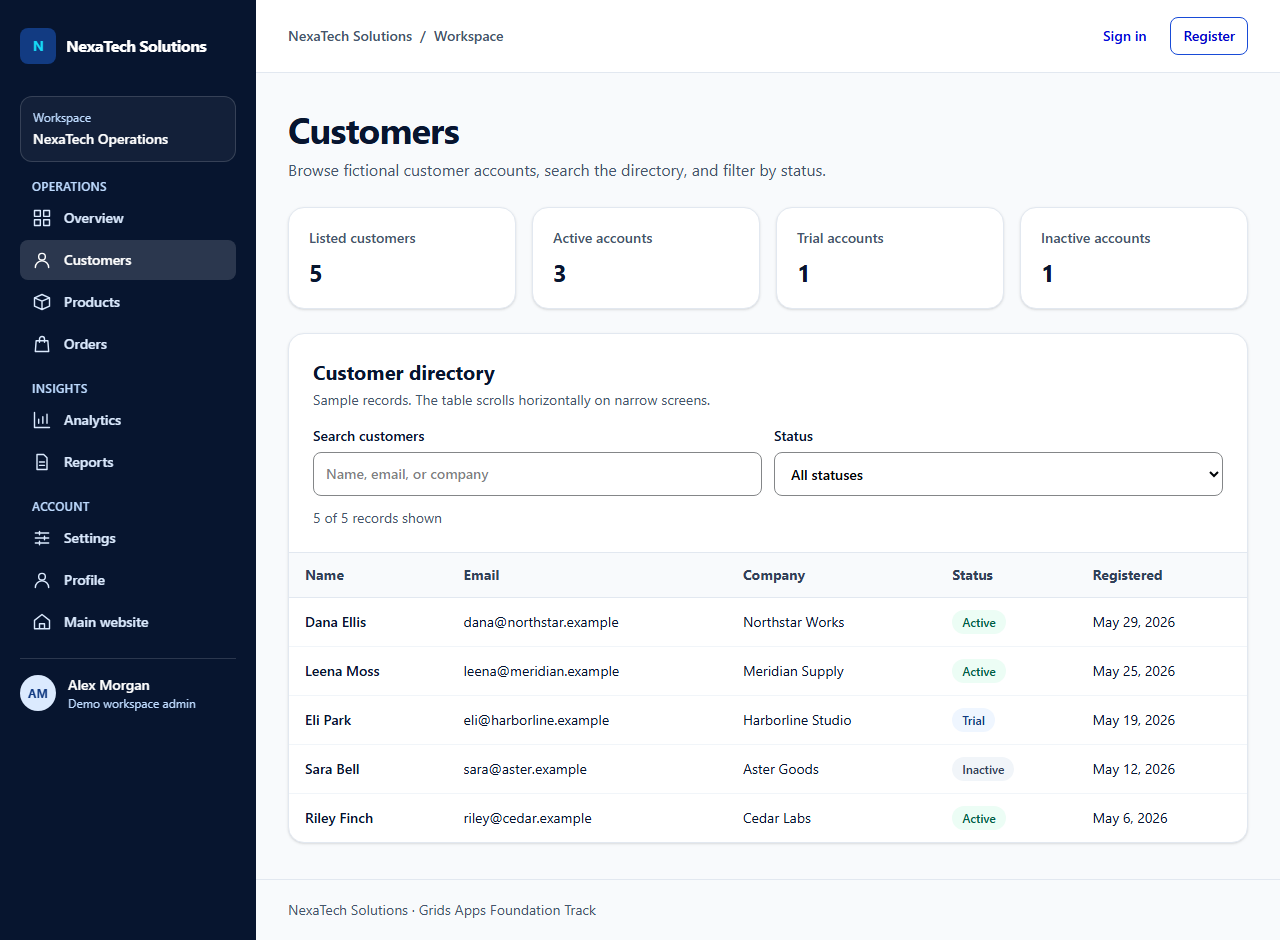 N NexaTech Solutions
Workspace
NexaTech Operations
OPERATIONS
Overview
Customers
Products
Orders
INSIGHTS
Analytics
Reports
ACCOUNT
Settings
Profile
Main website
AM
Alex Morgan
Demo workspace admin
NexaTech Solutions / Workspace
Sign in
Register
Customers
Browse fictional customer accounts, search the directory, and filter by status.
Listed customers
5
Active accounts
3
Trial accounts
1
Inactive accounts
1
Customer directory
Sample records. The table scrolls horizontally on narrow screens.
Search customers
Name, email, or company
Status
All statuses
5 of 5 records shown
Name Email Company Status Registered
Dana Ellis dana@northstar.example Northstar Works Active May 29, 2026
Leena Moss leena@meridian.example Meridian Supply Active May 25, 2026
Eli Park eli@harborline.example Harborline Studio Trial May 19, 2026
Sara Bell sara@aster.example Aster Goods Inactive May 12, 2026
Riley Finch riley@cedar.example Cedar Labs Active May 6, 2026
NexaTech Solutions · Grids Apps Foundation Track